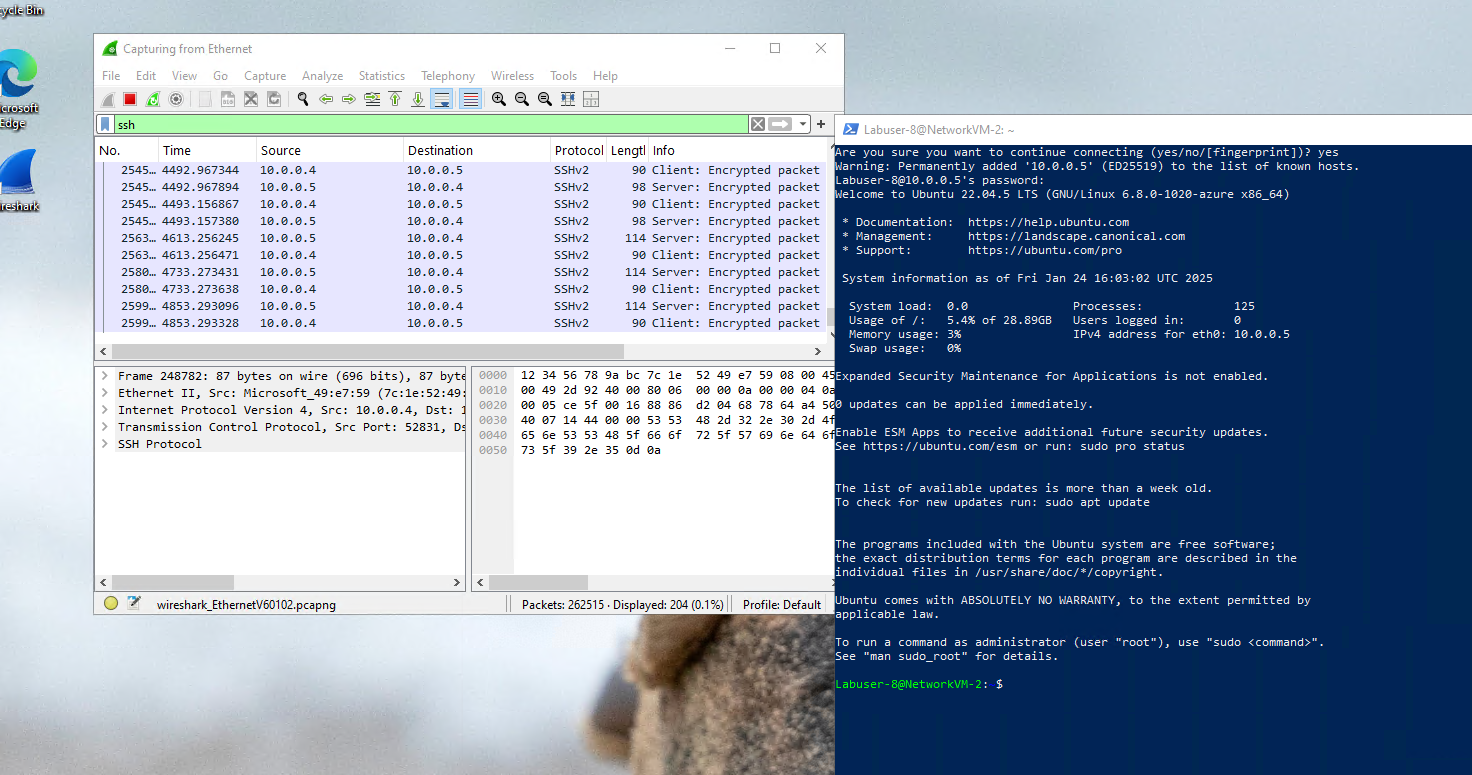 cycle Bin
crosoft
Edge
reshark
Capturing from Ethernet
File Edit View Go Capture Analyze Statistics Telephony Wireless Tools Help
ssh
No. Time Source Destination Protocol Lengtl Info
2545… 4492.967344 10.0.0.4 10.0.0.5 SSHv2 90 Client: Encrypted packet
2545… 4492.967894 10.0.0.5 10.0.0.4 SSHv2 98 Server: Encrypted packet
2545… 4493.156867 10.0.0.4 10.0.0.5 SSHv2 90 Client: Encrypted packet
2545… 4493.157380 10.0.0.5 10.0.0.4 SSHv2 98 Server: Encrypted packet
2563… 4613.256245 10.0.0.5 10.0.0.4 SSHv2 114 Server: Encrypted packet
2563… 4613.256471 10.0.0.4 10.0.0.5 SSHv2 90 Client: Encrypted packet
2580… 4733.273431 10.0.0.5 10.0.0.4 SSHv2 114 Server: Encrypted packet
2580… 4733.273638 10.0.0.4 10.0.0.5 SSHv2 90 Client: Encrypted packet
2599… 4853.293096 10.0.0.5 10.0.0.4 SSHv2 114 Server: Encrypted packet
2599… 4853.293328 10.0.0.4 10.0.0.5 SSHv2 90 Client: Encrypted packet
Frame 248782: 87 bytes on wire (696 bits), 87 byte
Ethernet II, Src: Microsoft_49:e7:59 (7c:1e:52:49:
Internet Protocol Version 4, Src: 10.0.0.4, Dst: 1
Transmission Control Protocol, Src Port: 52831, Ds
SSH Protocol
0000 12 34 56 78 9a bc 7c 1e 52 49 e7 59 08 00 45
0010 00 49 2d 92 40 00 80 06 00 00 0a 00 00 04 0a
0020 00 05 ce 5f 00 16 88 86 d2 04 68 78 64 a4 50
0030 40 07 14 44 00 00 53 53 48 2d 32 2e 30 2d 4f
0040 65 6e 53 53 48 5f 66 6f 72 5f 57 69 6e 64 6f
0050 73 5f 39 2e 35 0d 0a
wireshark_EthernetV60102.pcapng
Packets: 262515 · Displayed: 204 (0.1%)
Profile: Default
Labuser-8@NetworkVM-2: ~
Are you sure you want to continue connecting (yes/no/[fingerprint])? yes
Warning: Permanently added '10.0.0.5' (ED25519) to the list of known hosts.
Labuser-8@10.0.0.5's password:
Welcome to Ubuntu 22.04.5 LTS (GNU/Linux 6.8.0-1020-azure x86_64)
* Documentation: https://help.ubuntu.com
* Management: https://landscape.canonical.com
* Support: https://ubuntu.com/pro
System information as of Fri Jan 24 16:03:02 UTC 2025
System load: 0.0 Processes: 125
Usage of /: 5.4% of 28.89GB Users logged in: 0
Memory usage: 3% IPv4 address for eth0: 10.0.0.5
Swap usage: 0%
Expanded Security Maintenance for Applications is not enabled.
0 updates can be applied immediately.
Enable ESM Apps to receive additional future security updates.
See https://ubuntu.com/esm or run: sudo pro status
The list of available updates is more than a week old.
To check for new updates run: sudo apt update
The programs included with the Ubuntu system are free software;
the exact distribution terms for each program are described in the
individual files in /usr/share/doc/*/copyright.
Ubuntu comes with ABSOLUTELY NO WARRANTY, to the extent permitted by
applicable law.
To run a command as administrator (user "root"), use "sudo <command>".
See "man sudo_root" for details.
Labuser-8@NetworkVM-2: $